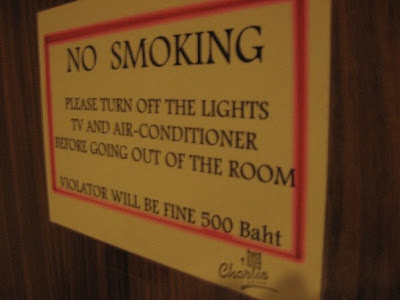 NO SMOKING
PLEASE TURN OFF THE LIGHTS
TV AND AIR-CONDITIONER
BEFORE GOING OUT OF THE ROOM
VIOLATOR WILL BE FINE 500 Baht
Charlie